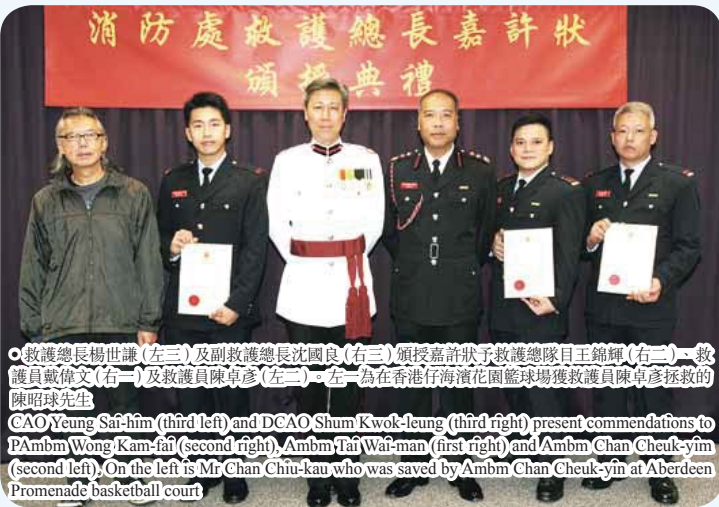 消防處救護總長嘉許狀
頒授典禮
• 救護總長楊世謙(左三)及副救護總長沈國良(右三)頒授嘉許狀予救護總隊目王錦輝(右二)、救
護員戴偉文(右一)及救護員陳卓彥(左二)。左一為在香港仔海濱花園籃球場獲救護員陳卓彥拯救的
陳昭球先生
CAO Yeung Sai-him (third left) and DCAO Shum Kwok-leung (third right) present commendations to
PAmbm Wong Kam-fai (second right), Ambm Tai Wai-man (first right) and Ambm Chan Cheuk-yim
(second left). On the left is Mr Chan Chiu-kau who was saved by Ambm Chan Cheuk-yin at Aberdeen
Promenade basketball court